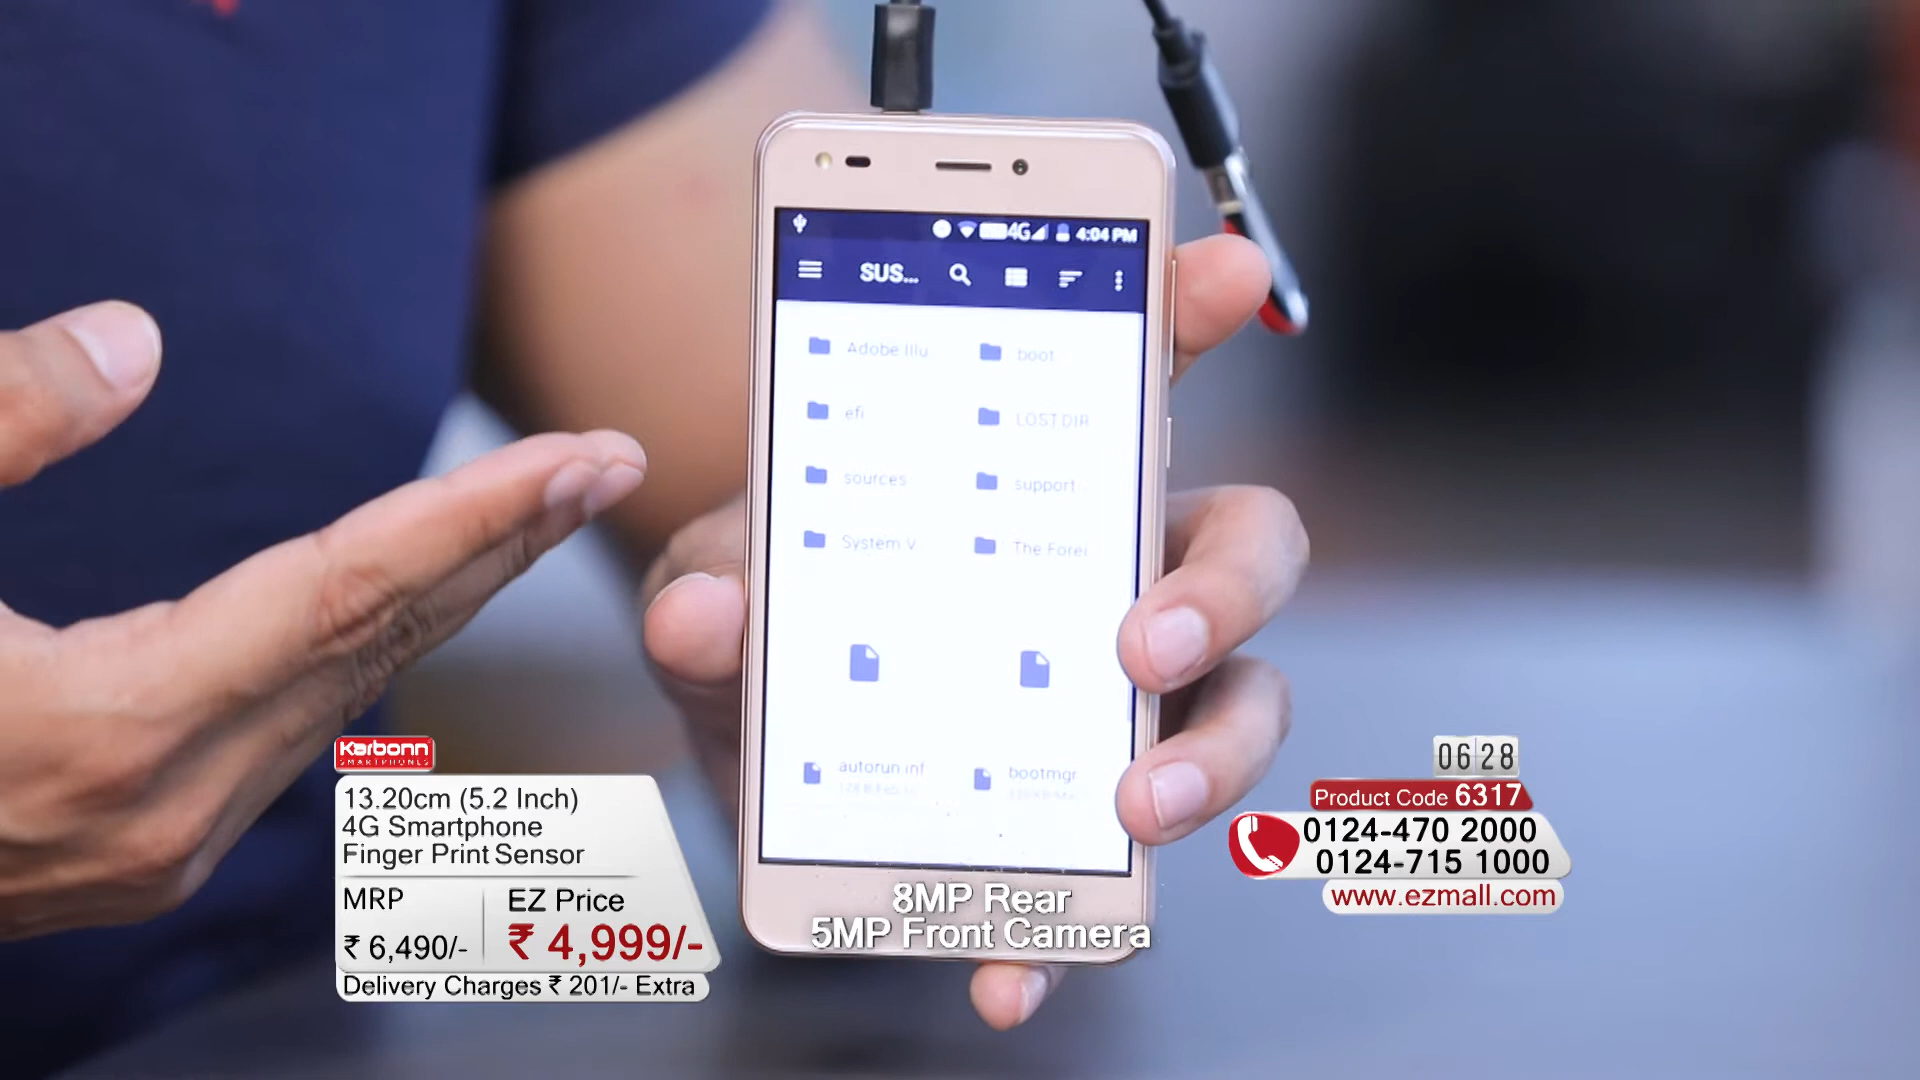 4G 4:04 PM
SUS...
Adobe Illu boot
efi LOST.DIR
sources support
System V
autorun.inf bootmgr
Karbonn
SMARTPHONES
13.20cm (5.2 Inch)
4G Smartphone
Finger Print Sensor
MRP EZ Price
₹ 6,490/- ₹ 4,999/-
Delivery Charges ₹ 201/- Extra
8MP Rear
5MP Front Camera
06 28
Product Code 6317
0124-470 2000
0124-715 1000
www.ezmall.com